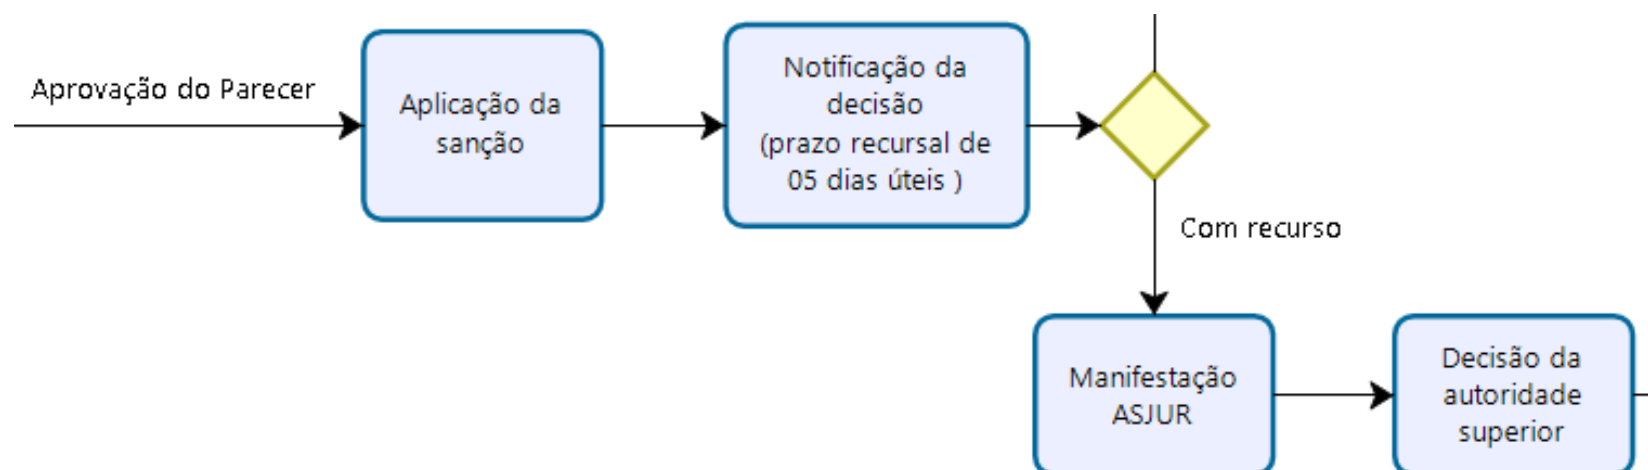 Aprovação do Parecer
Aplicação da
sanção
Notificação da
decisão
(prazo recursal de
05 dias úteis )
Com recurso
Manifestação
ASJUR
Decisão da
autoridade
superior